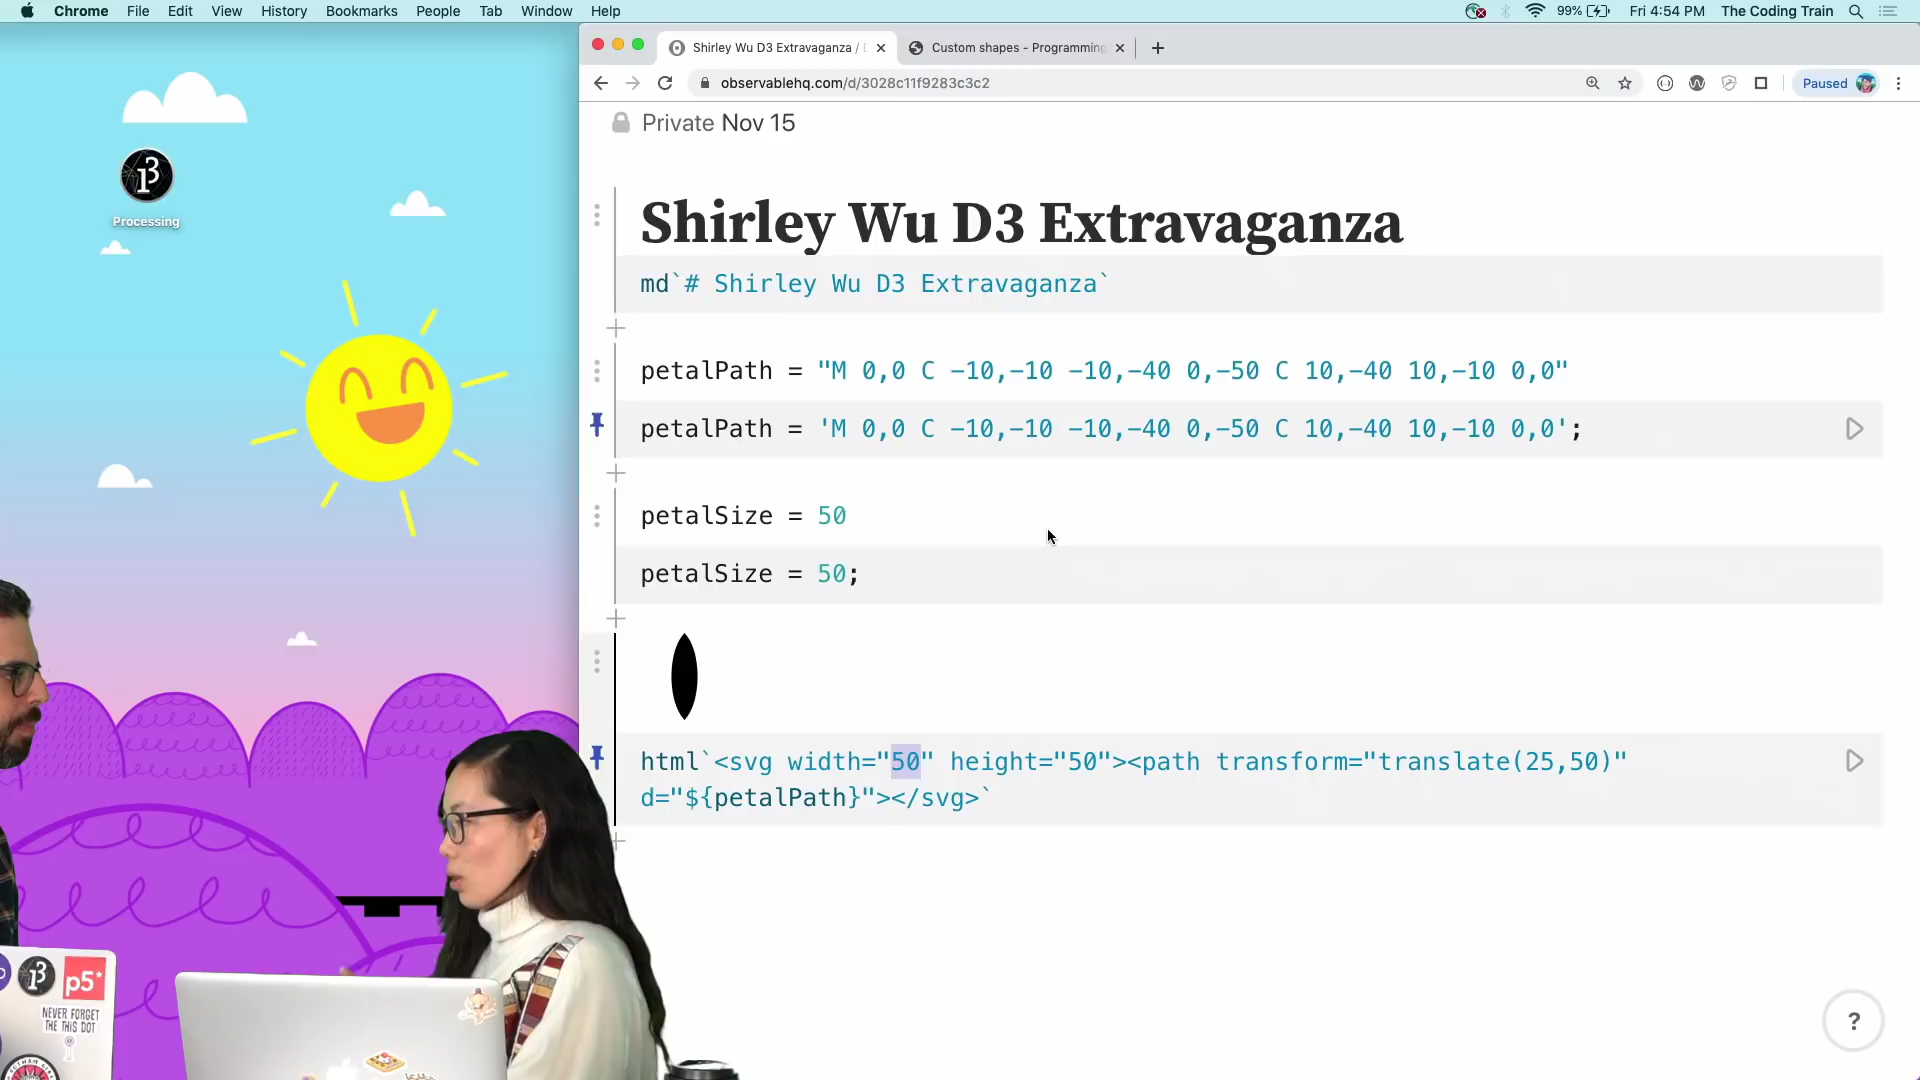 Chrome File Edit View History Bookmarks People Tab Window Help 99% Fri 4:54 PM The Coding Train
Shirley Wu D3 Extravaganza /
Custom shapes - Programming
observablehq.com/d/3028c11f9283c3c2
Paused
Private Nov 15
Processing
Shirley Wu D3 Extravaganza
md`# Shirley Wu D3 Extravaganza`
petalPath = "M 0,0 C -10,-10 -10,-40 0,-50 C 10,-40 10,-10 0,0"
petalPath = 'M 0,0 C -10,-10 -10,-40 0,-50 C 10,-40 10,-10 0,0';
petalSize = 50
petalSize = 50;
html`<svg width="50" height="50"><path transform="translate(25,50)"
d="${petalPath}"></svg>`
p5*
NEVER FORGET
THE THIS DOT
?